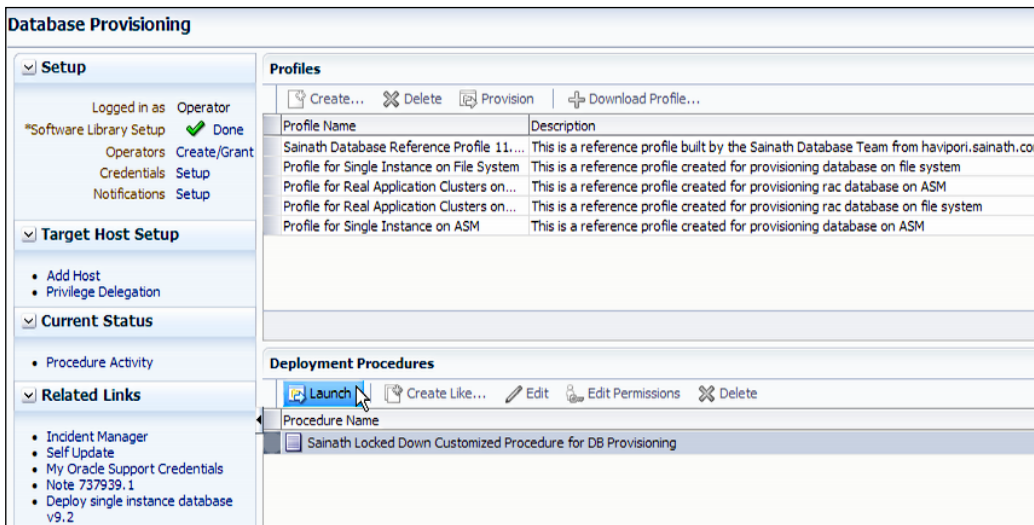 Database Provisioning
Setup
Logged in as Operator
*Software Library Setup Done
Operators Create/Grant
Credentials Setup
Notifications Setup
Target Host Setup
Add Host
Privilege Delegation
Current Status
Procedure Activity
Related Links
Incident Manager
Self Update
My Oracle Support Credentials
Note 737939.1
Deploy single instance database
v9.2
Profiles
Create... Delete Provision Download Profile...
Profile Name Description
Sainath Database Reference Profile 11.... This is a reference profile built by the Sainath Database Team from havipori.sainath.co
Profile for Single Instance on File System This is a reference profile created for provisioning database on file system
Profile for Real Application Clusters on... This is a reference profile created for provisioning rac database on ASM
Profile for Real Application Clusters on... This is a reference profile created for provisioning rac database on file system
Profile for Single Instance on ASM This is a reference profile created for provisioning database on ASM
Deployment Procedures
Launch Create Like... Edit Edit Permissions Delete
Procedure Name
Sainath Locked Down Customized Procedure for DB Provisioning